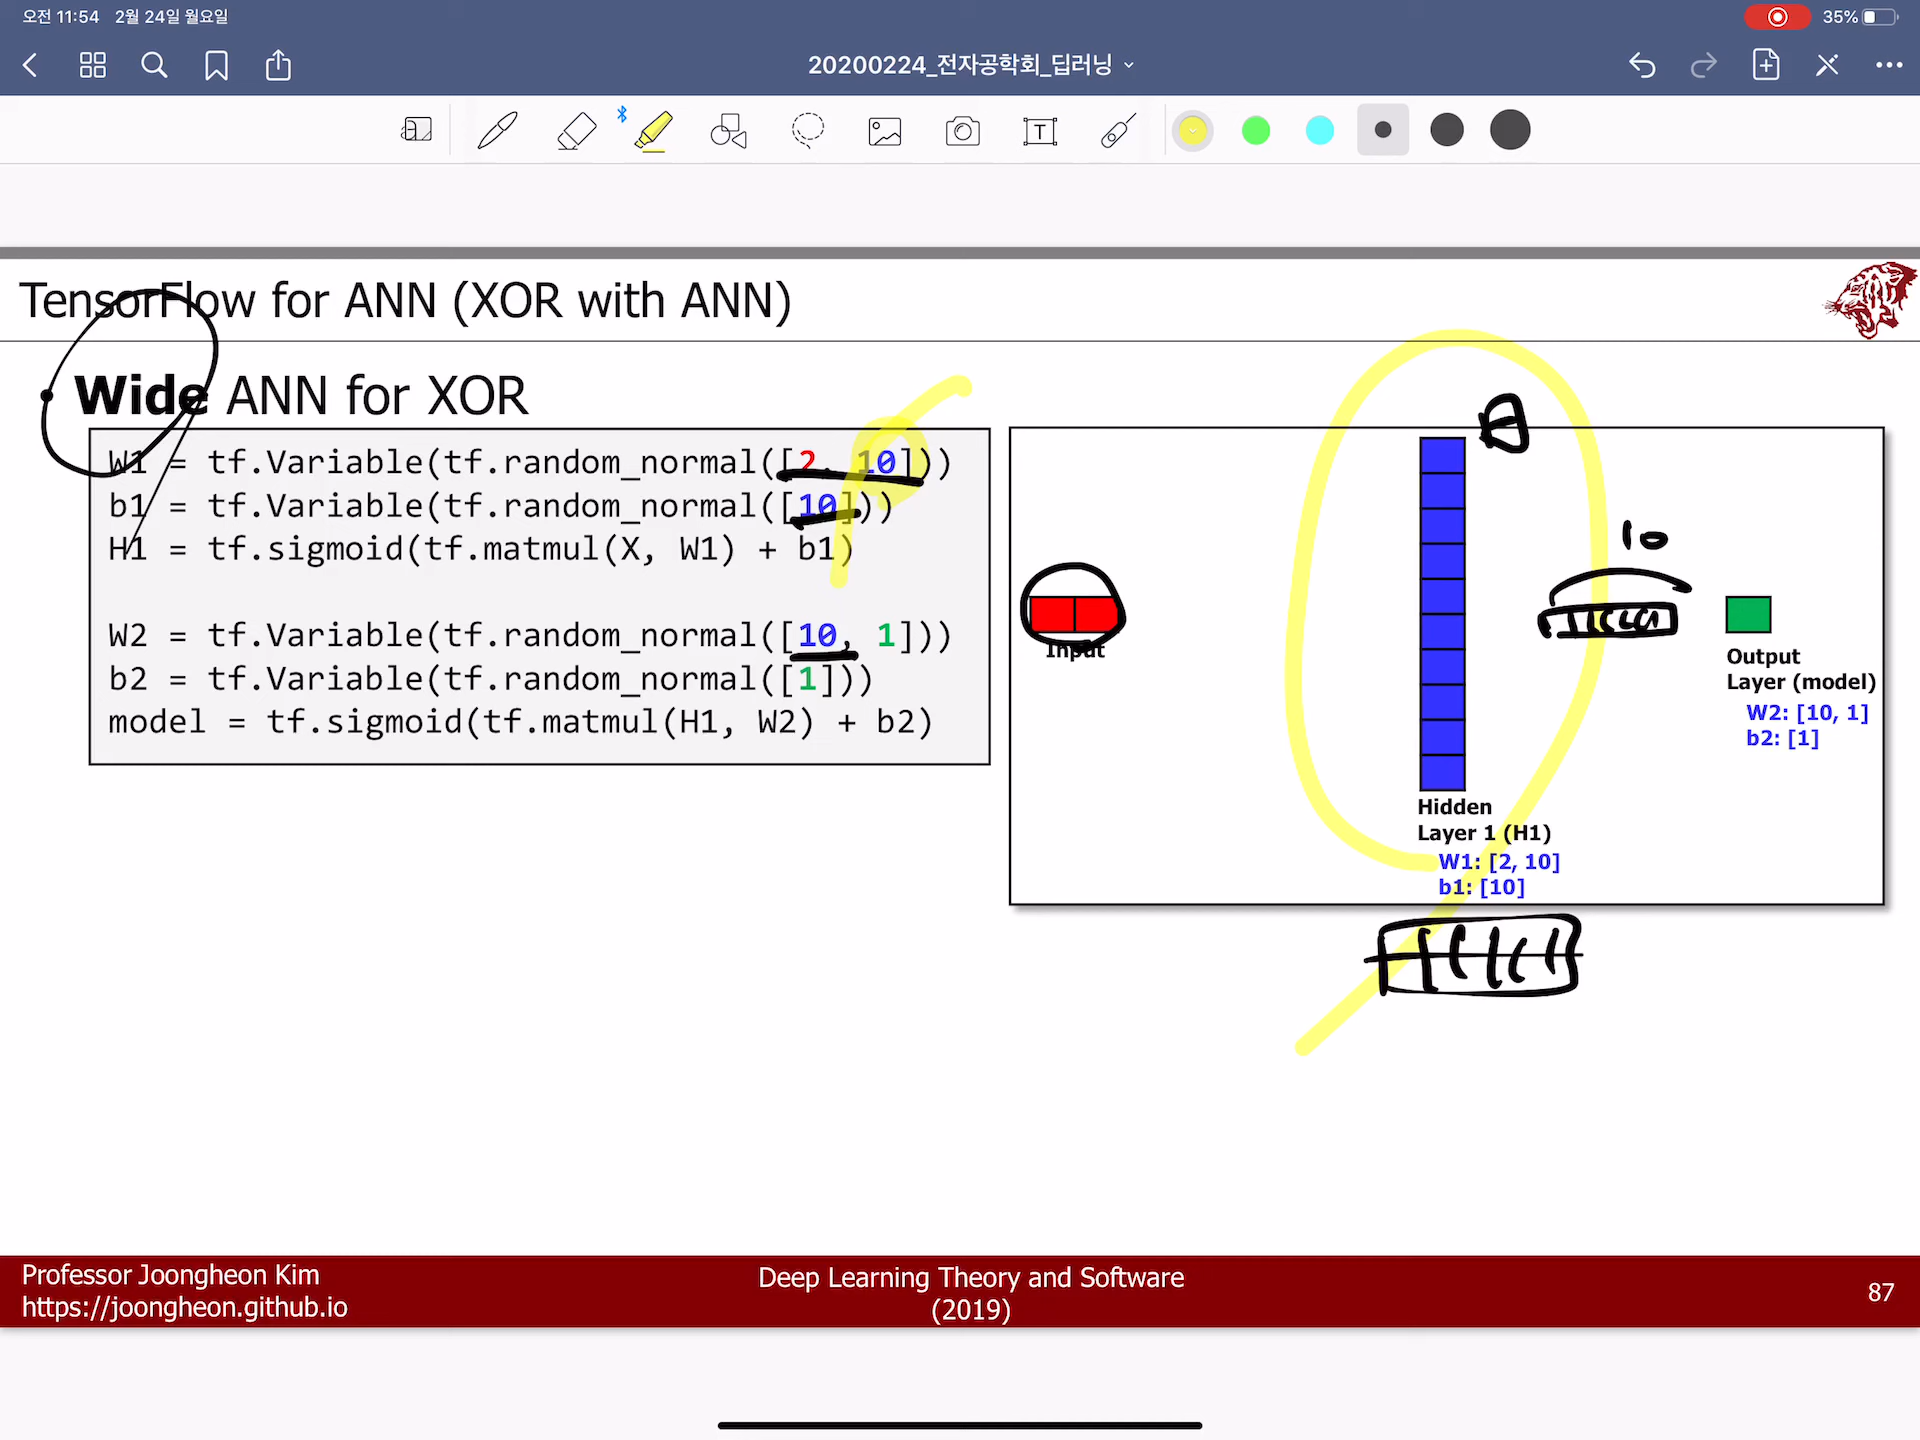 오전 11:54 2월 24일 월요일
35%
20200224_전자공학회_딥러닝
TensorFlow for ANN (XOR with ANN)
• Wide ANN for XOR
W1 = tf.Variable(tf.random_normal([2, 10]))
b1 = tf.Variable(tf.random_normal([10]))
H1 = tf.sigmoid(tf.matmul(X, W1) + b1)
W2 = tf.Variable(tf.random_normal([10, 1]))
b2 = tf.Variable(tf.random_normal([1]))
model = tf.sigmoid(tf.matmul(H1, W2) + b2)
10
Input
Output
Layer (model)
W2: [10, 1]
b2: [1]
Hidden
Layer 1 (H1)
W1: [2, 10]
b1: [10]
Professor Joongheon Kim
https://joongheon.github.io
Deep Learning Theory and Software
(2019)
87